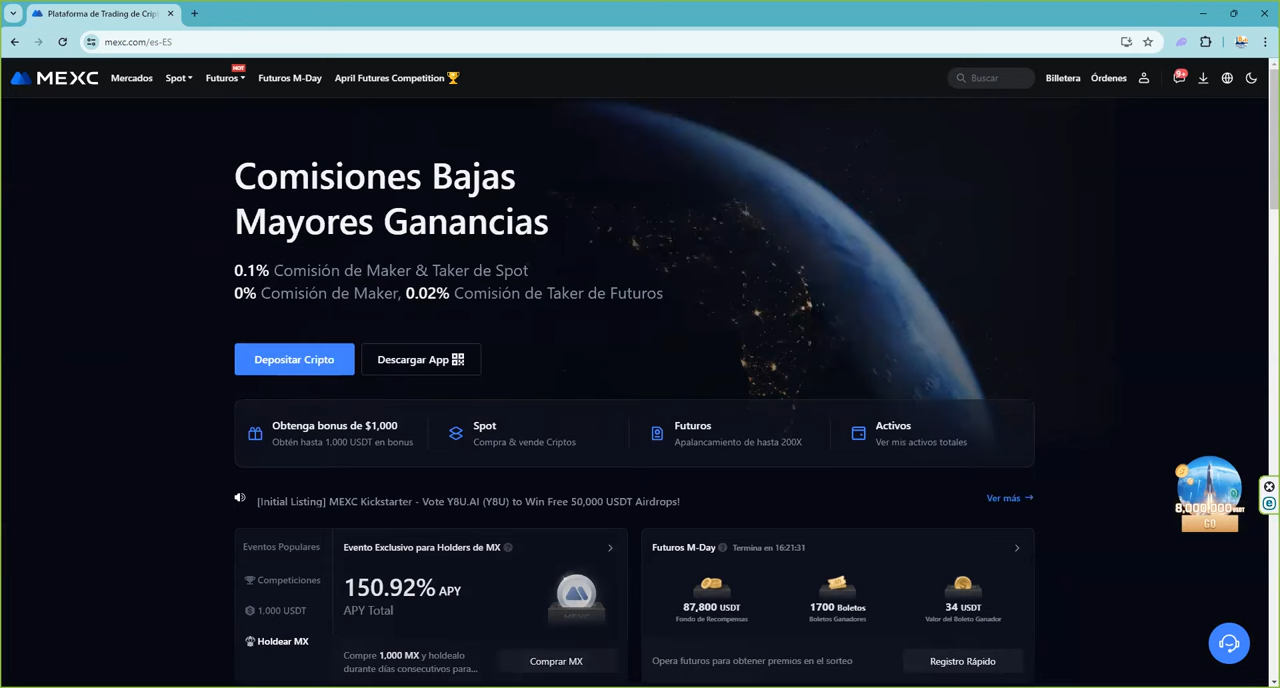 Plataforma de Trading de Crip
mexc.com/es-ES
MEXC
Mercados
Spot
Futuros
HOT
Futuros M-Day
April Futures Competition
Buscar
Billetera
Órdenes
9+
Comisiones Bajas
Mayores Ganancias
0.1% Comisión de Maker & Taker de Spot
0% Comisión de Maker, 0.02% Comisión de Taker de Futuros
Depositar Cripto
Descargar App
Obtenga bonus de $1,000
Obtén hasta 1.000 USDT en bonus
Spot
Compra & vende Criptos
Futuros
Apalancamiento de hasta 200X
Activos
Ver mis activos totales
[Initial Listing] MEXC Kickstarter - Vote Y8U.AI (Y8U) to Win Free 50,000 USDT Airdrops!
Ver más
8,000,000 USDT
GO
Eventos Populares
Competiciones
1,000 USDT
Holdear MX
Evento Exclusivo para Holders de MX
150.92% APY
APY Total
MEXC
Compre 1,000 MX y holdealo
durante días consecutivos para...
Comprar MX
Futuros M-Day
Termina en 16:21:31
87,800 USDT
Fondo de Recompensas
1700 Boletos
Boletos Ganadores
34 USDT
Valor del Boleto Ganador
Opera futuros para obtener premios en el sorteo
Registro Rápido